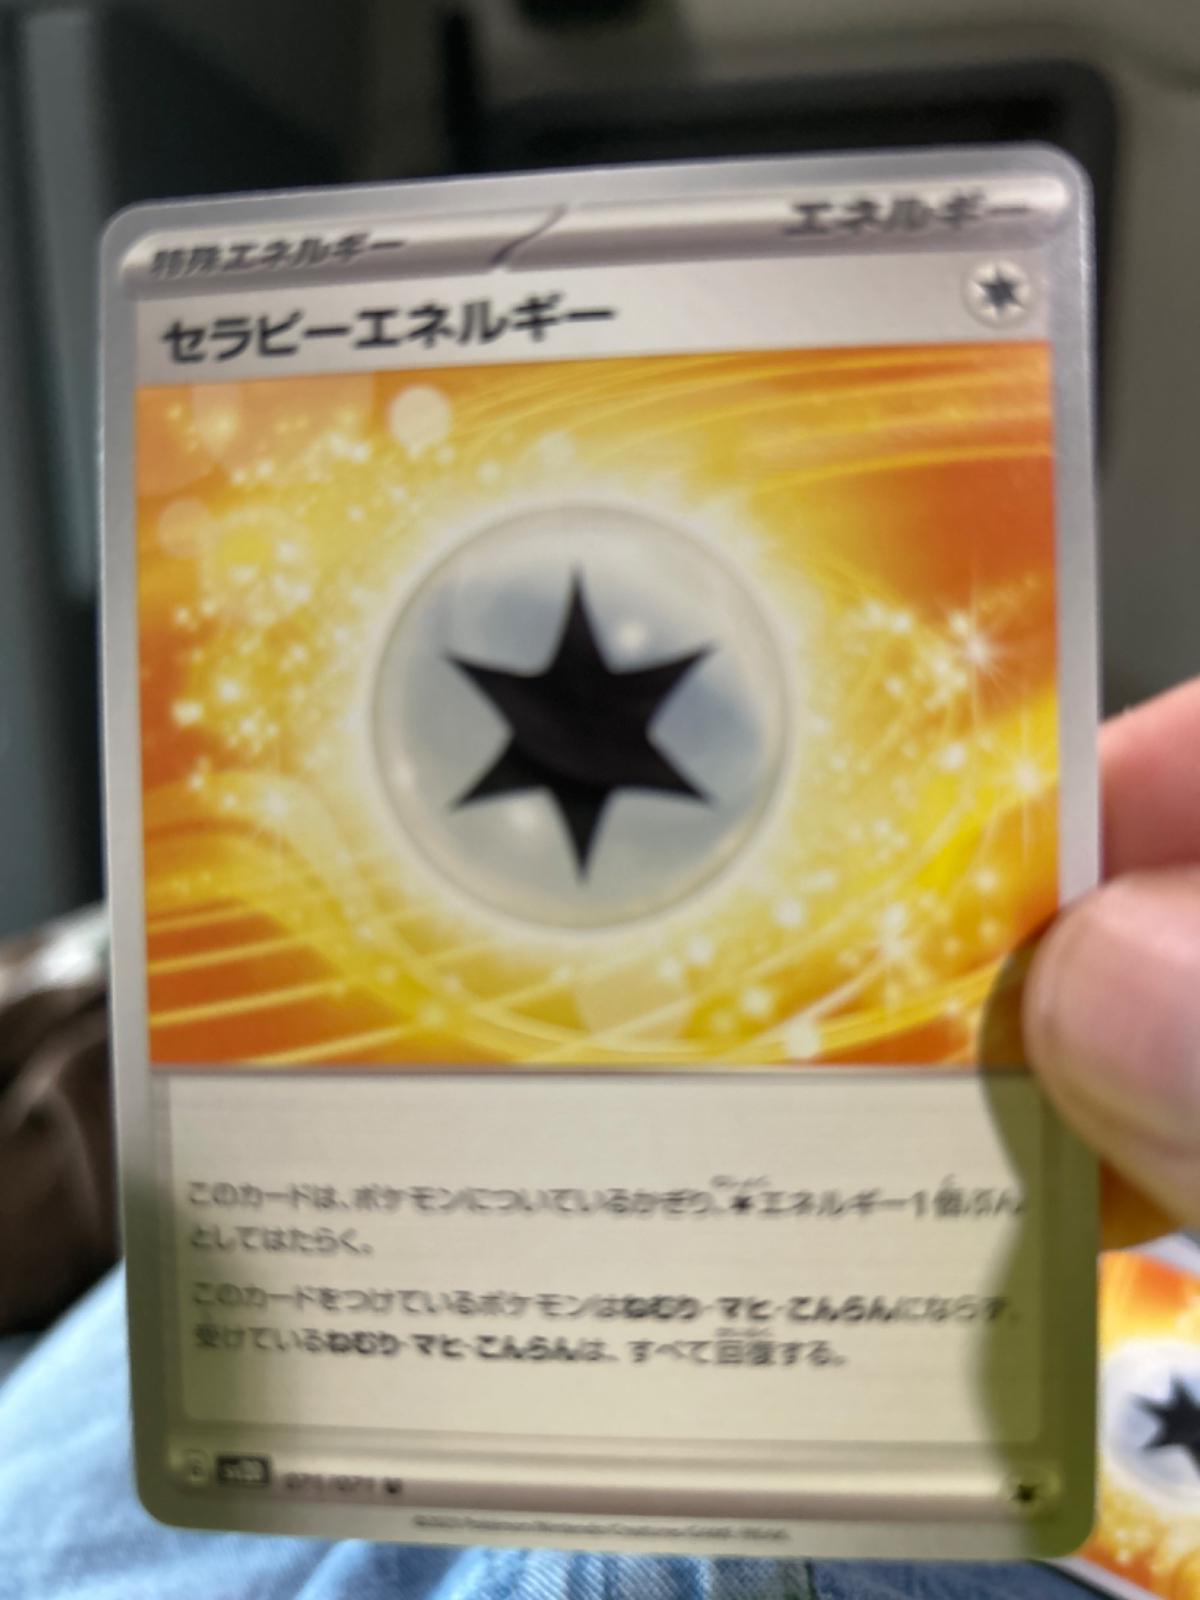 特殊エネルギー
エネルギー
セラピーエネルギー
このカードは、ポケモンについているかぎり、エネルギー1個ぶん
としてはたらく。
このカードをつけているポケモンはねむり・マヒ・こんらんにならず、
受けているねむり・マヒ・こんらんは、すべて回復する。
071/071 U